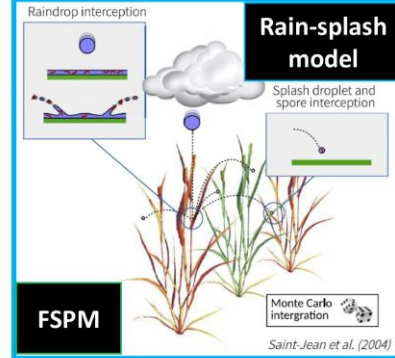 Raindrop interception
Rain-splash
model
Splash droplet and
spore interception
FSPM
Monte Carlo
intergration
Saint-Jean et al. (2004)